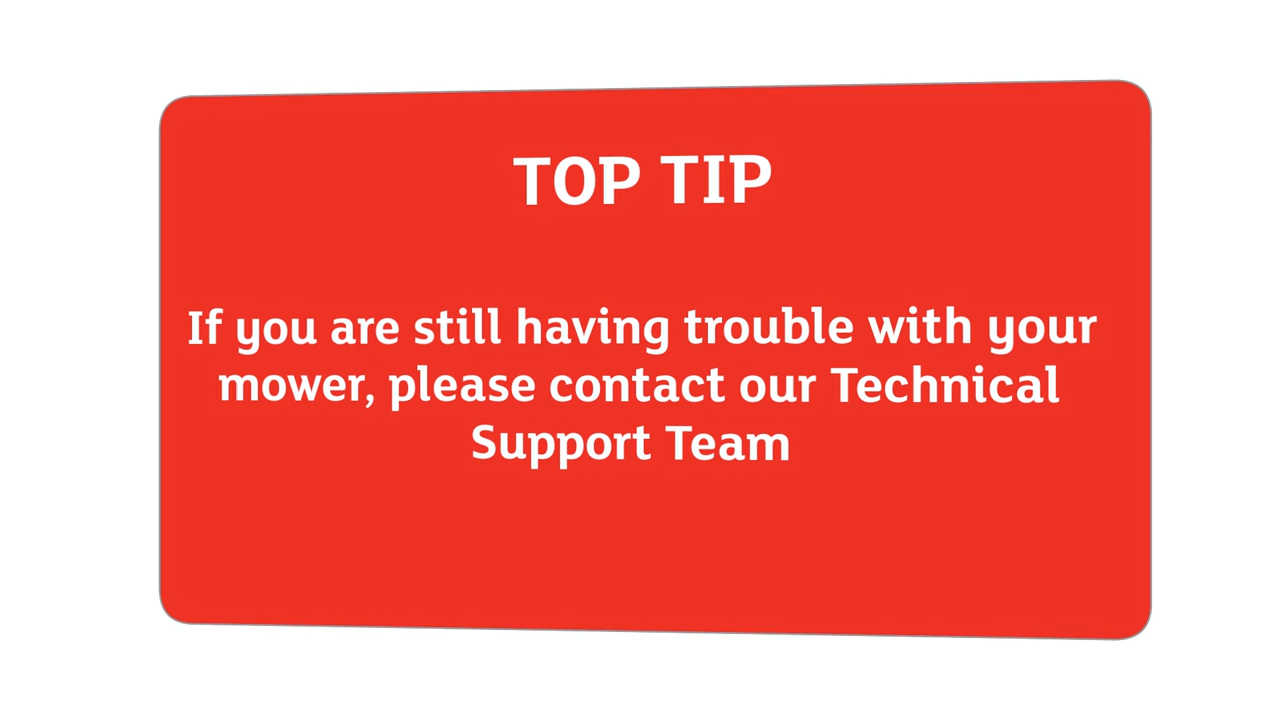 TOP TIP
If you are still having trouble with your
mower, please contact our Technical
Support Team